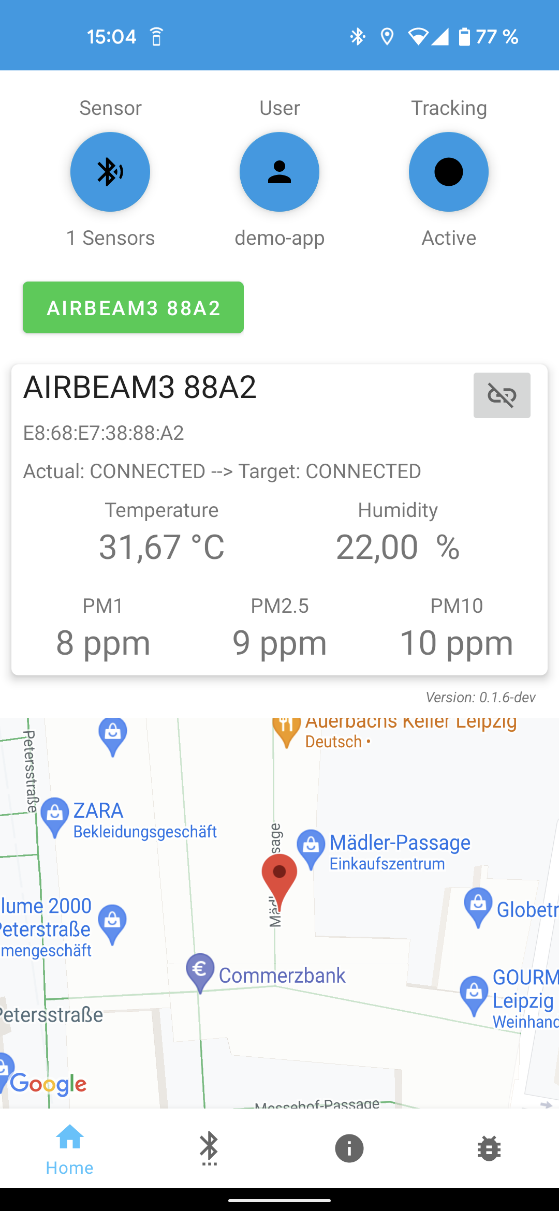 15:04
77 %
Sensor
User
Tracking
1 Sensors
demo-app
Active
AIRBEAM3 88A2
AIRBEAM3 88A2
E8:68:E7:38:88:A2
Actual: CONNECTED --> Target: CONNECTED
Temperature
Humidity
31,67 °C
22,00 %
PM1
PM2.5
PM10
8 ppm
9 ppm
10 ppm
Version: 0.1.6-dev
Auerbachs Keller Leipzig
Deutsch •
Petersstraße
ZARA
Bekleidungsgeschäft
Mädler-Passage
Einkaufszentrum
lume 2000
Peterstraße
mengeschäft
Globetr
€
Commerzbank
GOURM
Leipzig
Weinhand
Petersstraße
Google
Messehof-Passage
Home